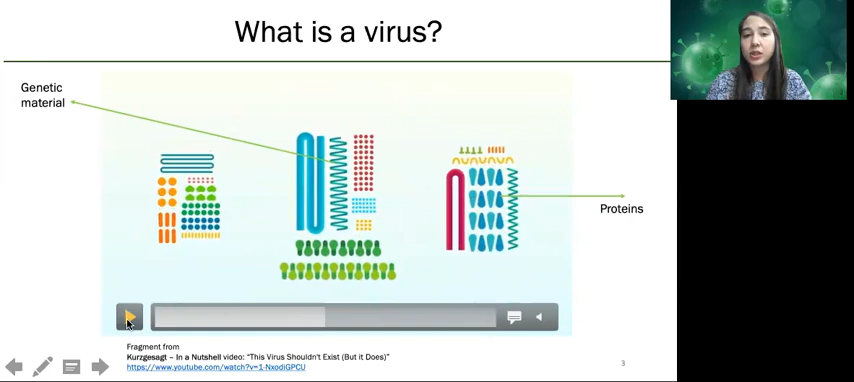 What is a virus?
Genetic
material
Proteins
Fragment from
Kurzgesagt – In a Nutshell video: "This Virus Shouldn't Exist (But it Does)"
https://www.youtube.com/watch?v=1-NxodiGPCU
3